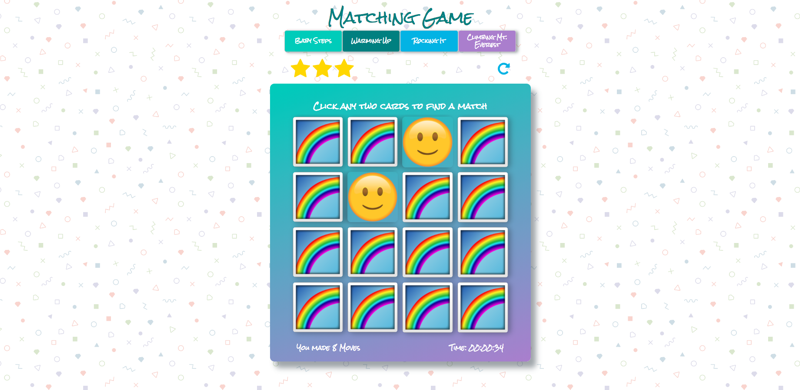 Matching Game
Baby Steps
Warming Up
Rocking It
Climbing Mt.
Everest
Click any two cards to find a match
You made 8 Moves
Time: 00:00:34